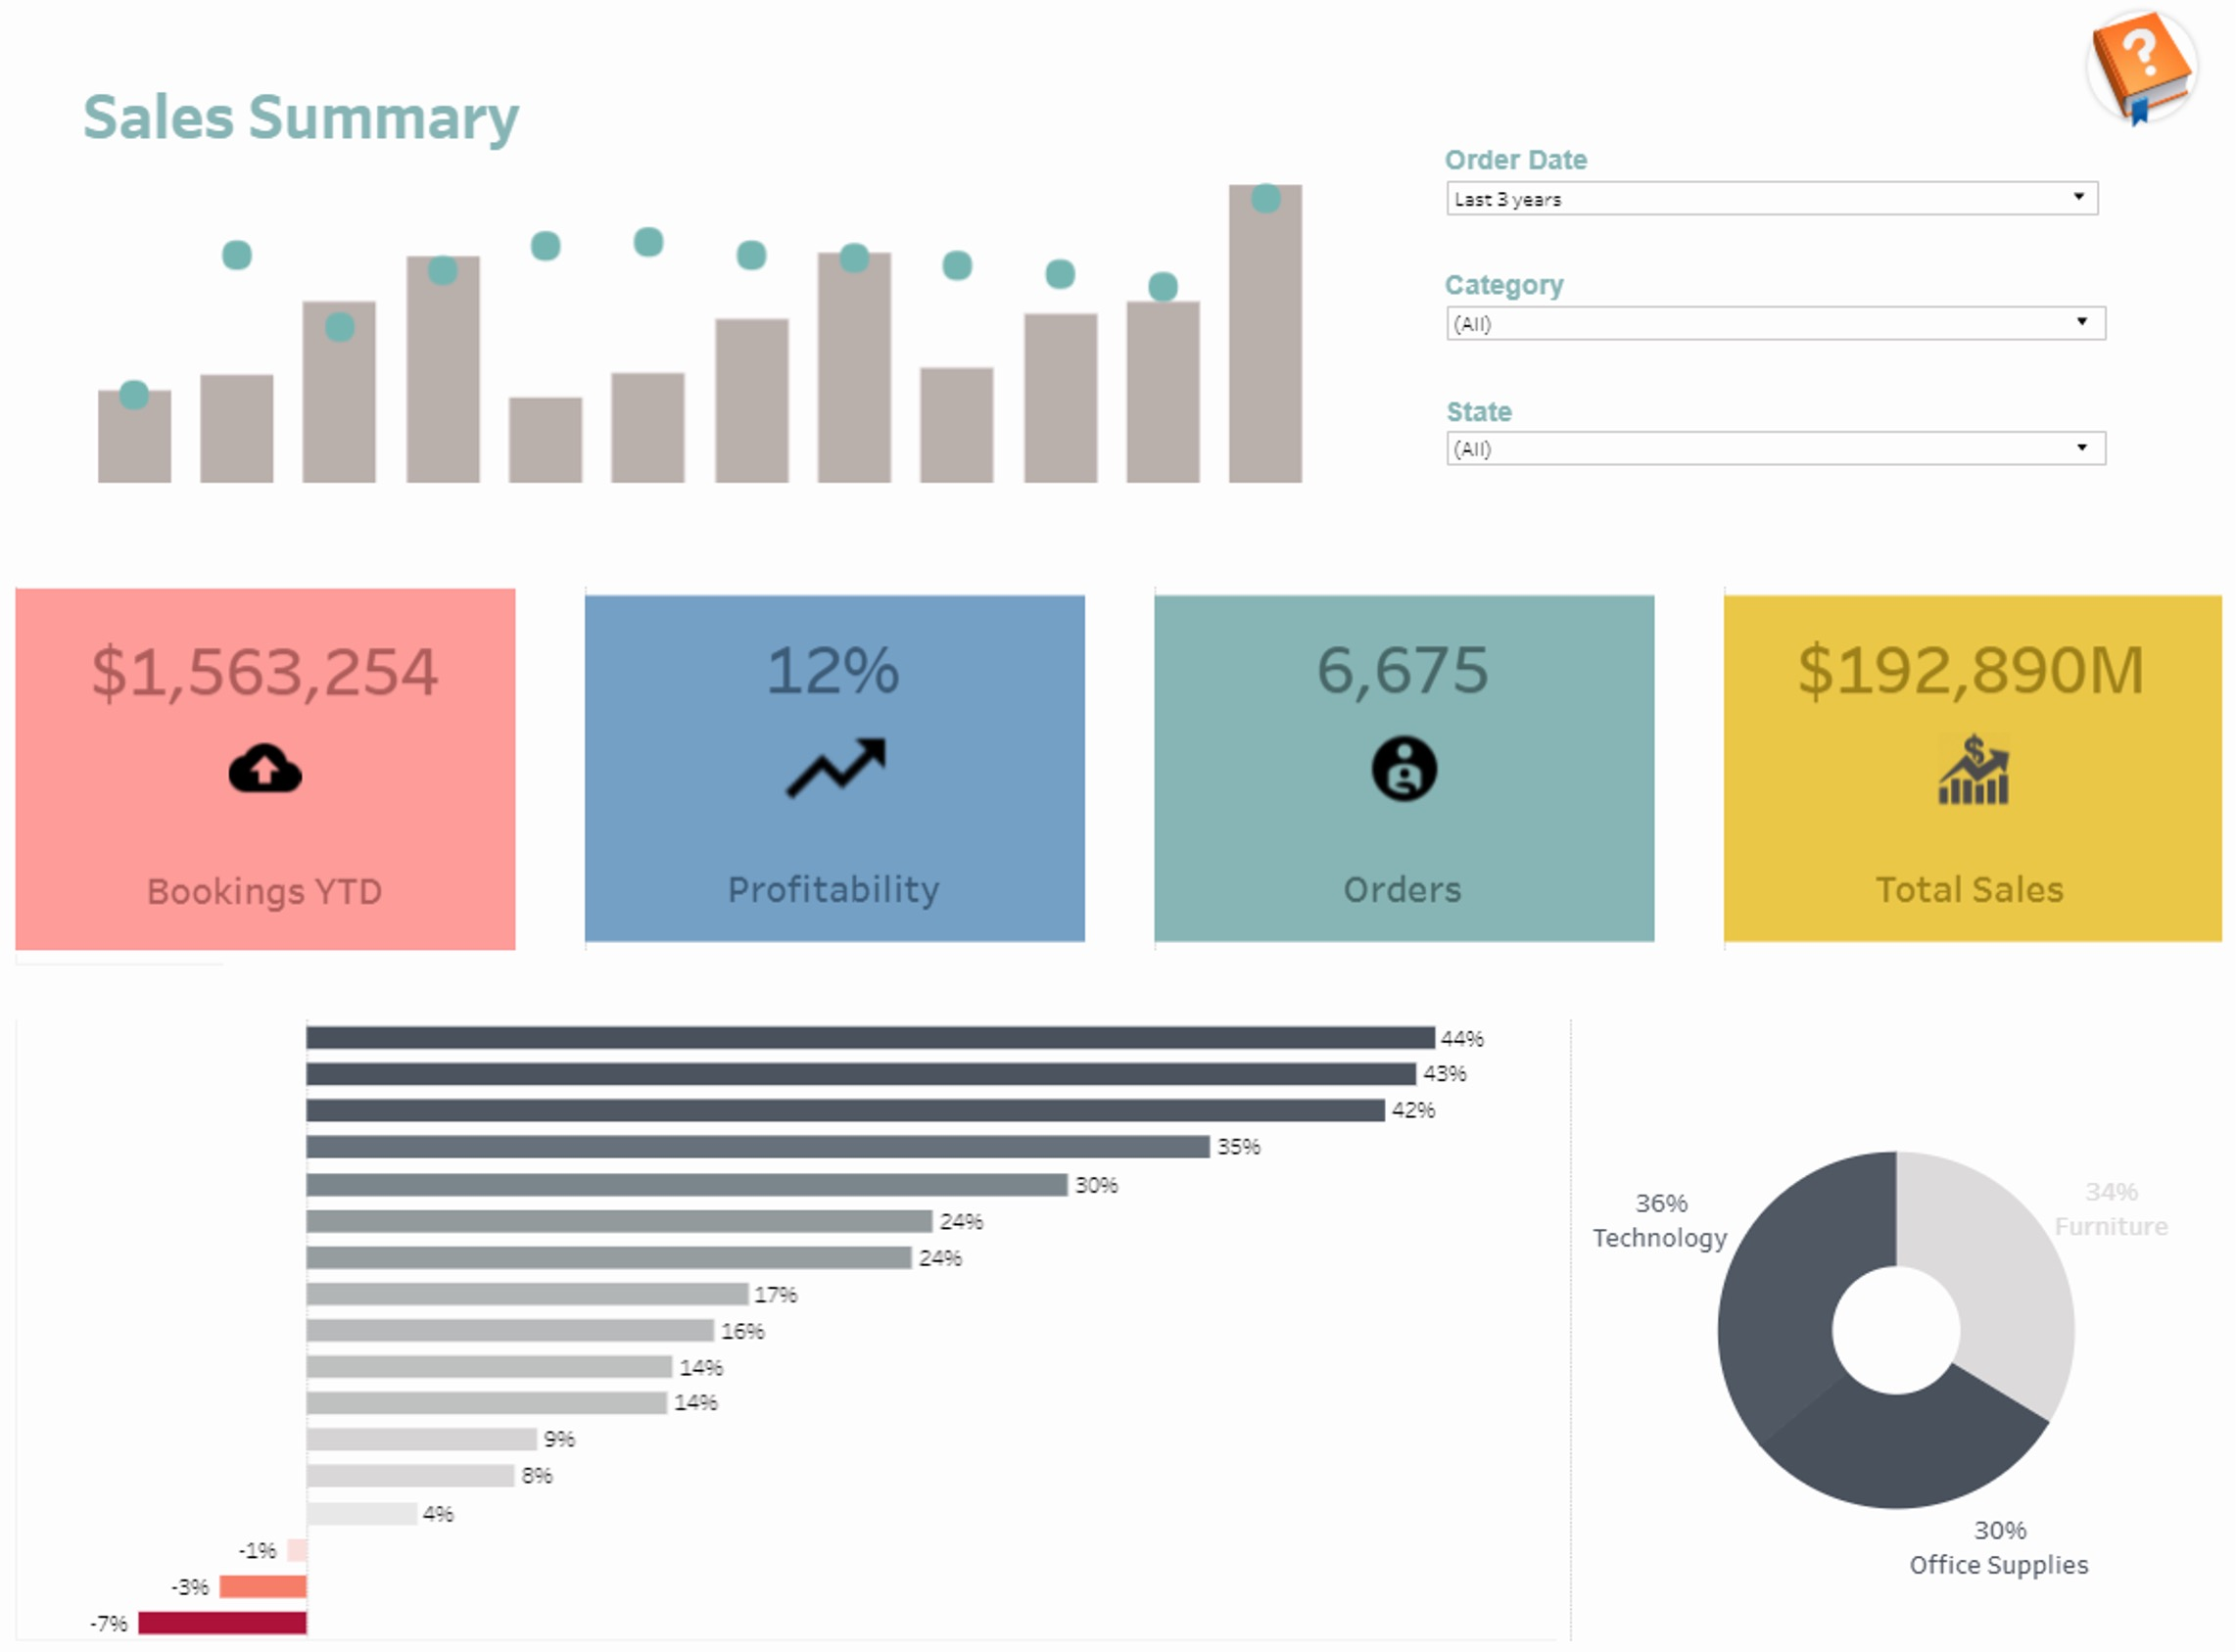 ?
Sales Summary
Order Date
Last 3 years
Category
(All)
State
(All)
$1,563,254
Bookings YTD
12%
Profitability
6,675
Orders
$192,890M
$
Total Sales
44%
43%
42%
35%
30%
24%
24%
17%
16%
14%
14%
9%
8%
4%
-1%
-3%
-7%
36%
Technology
34%
Furniture
30%
Office Supplies